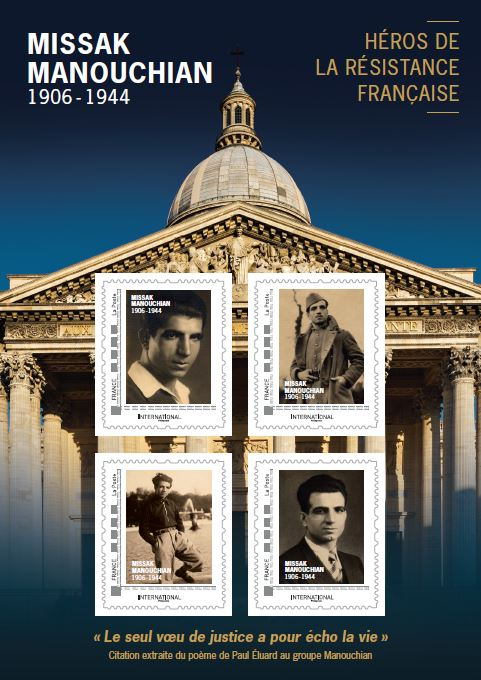 MISSAK
MANOUCHIAN
1906 - 1944
HÉROS DE
LA RÉSISTANCE
FRANÇAISE
La Poste
FRANCE
MISSAK
MANOUCHIAN
1906-1944
INTERNATIONAL
La Poste
FRANCE
MISSAK
MANOUCHIAN
1906-1944
INTERNATIONAL
La Poste
FRANCE
MISSAK
MANOUCHIAN
1906-1944
INTERNATIONAL
La Poste
FRANCE
MISSAK
MANOUCHIAN
1906-1944
INTERNATIONAL
« Le seul vœu de justice a pour écho la vie »
Citation extraite du poème de Paul Éluard au groupe Manouchian